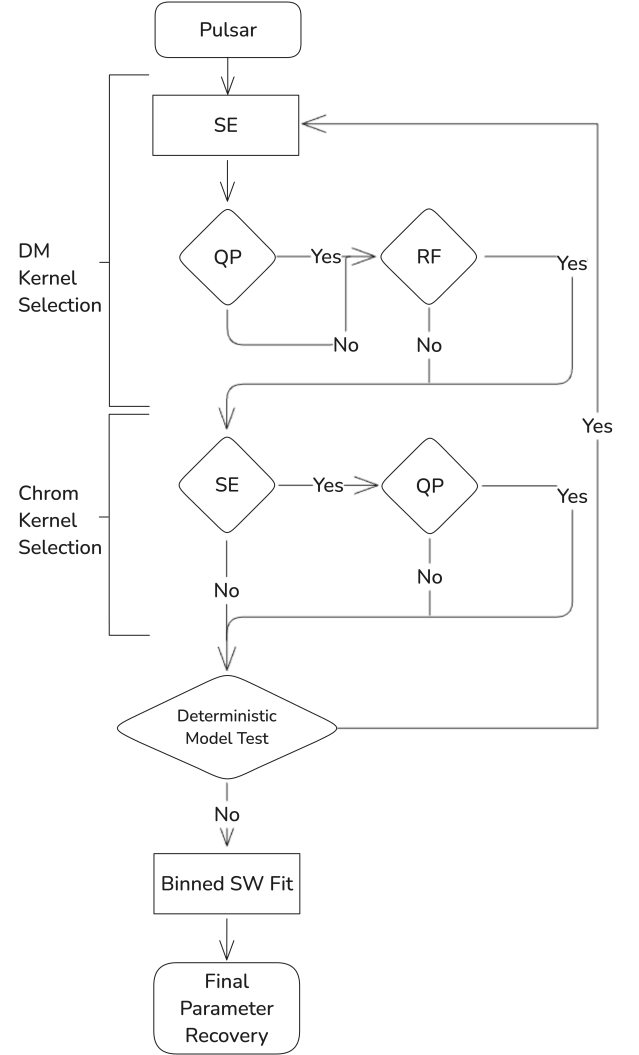 Pulsar
SE
QP
Yes
RF
Yes
DM
Kernel
Selection
No
No
Yes
SE
Yes
QP
Yes
Chrom
Kernel
Selection
No
No
Deterministic
Model Test
No
Binned SW Fit
Final
Parameter
Recovery